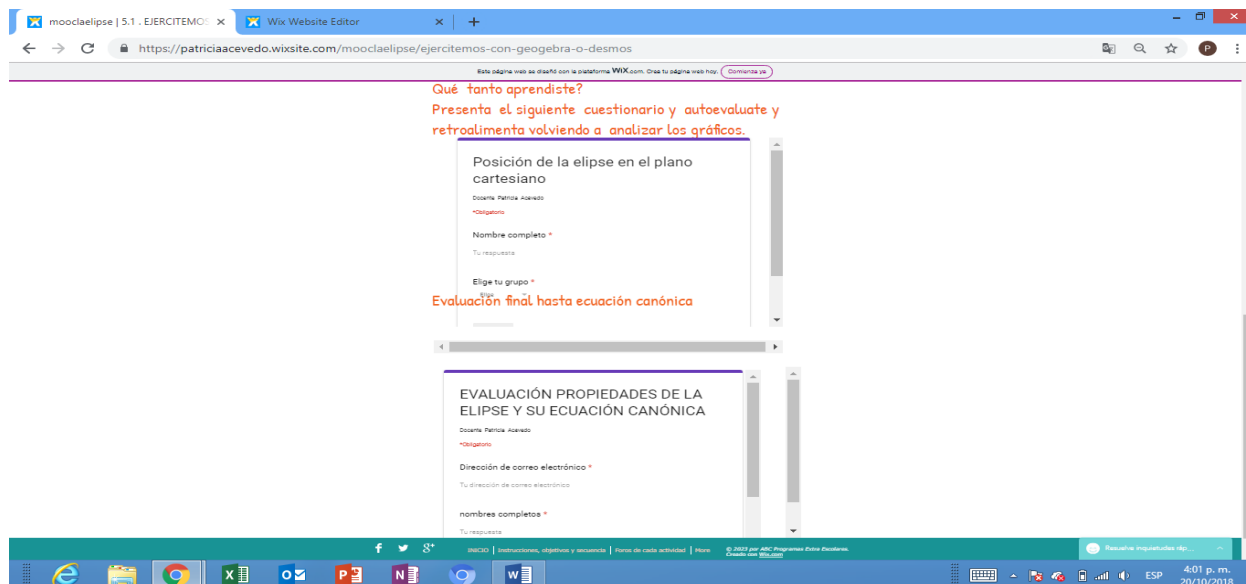 mooclaelipse | 5.1 . EJERCITEMOS
Wix Website Editor
https://patriciaacevedo.wixsite.com/mooclaelipse/ejercitemos-con-geogebra-o-desmos
P
Esta página web se diseñó con la plataforma WiX.com. Crea tu página web hoy. Comienza ya
Qué tanto aprendiste?
Presenta el siguiente cuestionario y autoevaluate y
retroalimenta volviendo a analizar los gráficos.
Posición de la elipse en el plano
cartesiano
Docente Patricia Acevedo
*Obligatorio
Nombre completo *
Tu respuesta
Elige tu grupo *
Elige
Evaluación final hasta ecuación canónica
EVALUACIÓN PROPIEDADES DE LA
ELIPSE Y SU ECUACIÓN CANÓNICA
Docente Patricia Acevedo
*Obligatorio
Dirección de correo electrónico *
Tu dirección de correo electrónico
nombres completos *
Tu respuesta
INICIO | Instrucciones, objetivos y secuencia | Foros de cada actividad | More
© 2023 por ABC Programas Extra Escolares.
Creado con Wix.com
Resuelve inquietudes ráp...
ESP
4:01 p. m.
20/10/2018